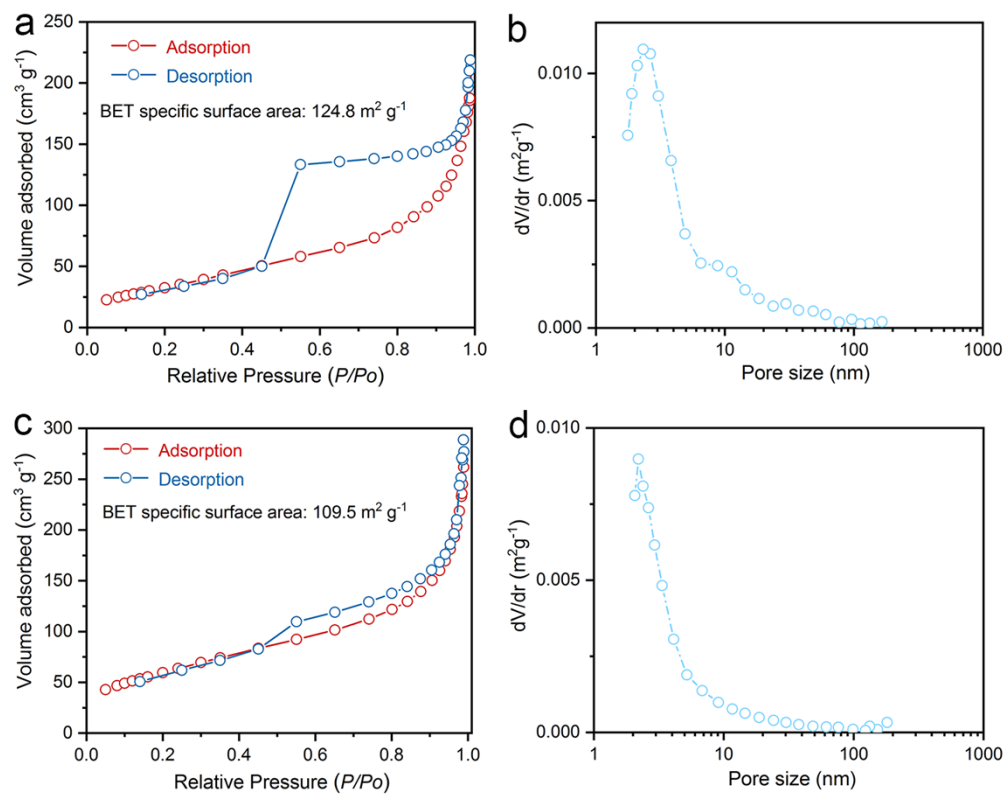 a
250
200
150
100
50
0
Volume adsorbed (cm³ g⁻¹)
Adsorption
Desorption
BET specific surface area: 124.8 m² g⁻¹
0.0 0.2 0.4 0.6 0.8 1.0
Relative Pressure (P/Po)
b
0.010
0.005
0.000
dV/dr (m²g⁻¹)
1 10 100 1000
Pore size (nm)
c
300
250
200
150
100
50
0
Volume adsorbed (cm³ g⁻¹)
Adsorption
Desorption
BET specific surface area: 109.5 m² g⁻¹
0.0 0.2 0.4 0.6 0.8 1.0
Relative Pressure (P/Po)
d
0.010
0.005
0.000
dV/dr (m²g⁻¹)
1 10 100 1000
Pore size (nm)